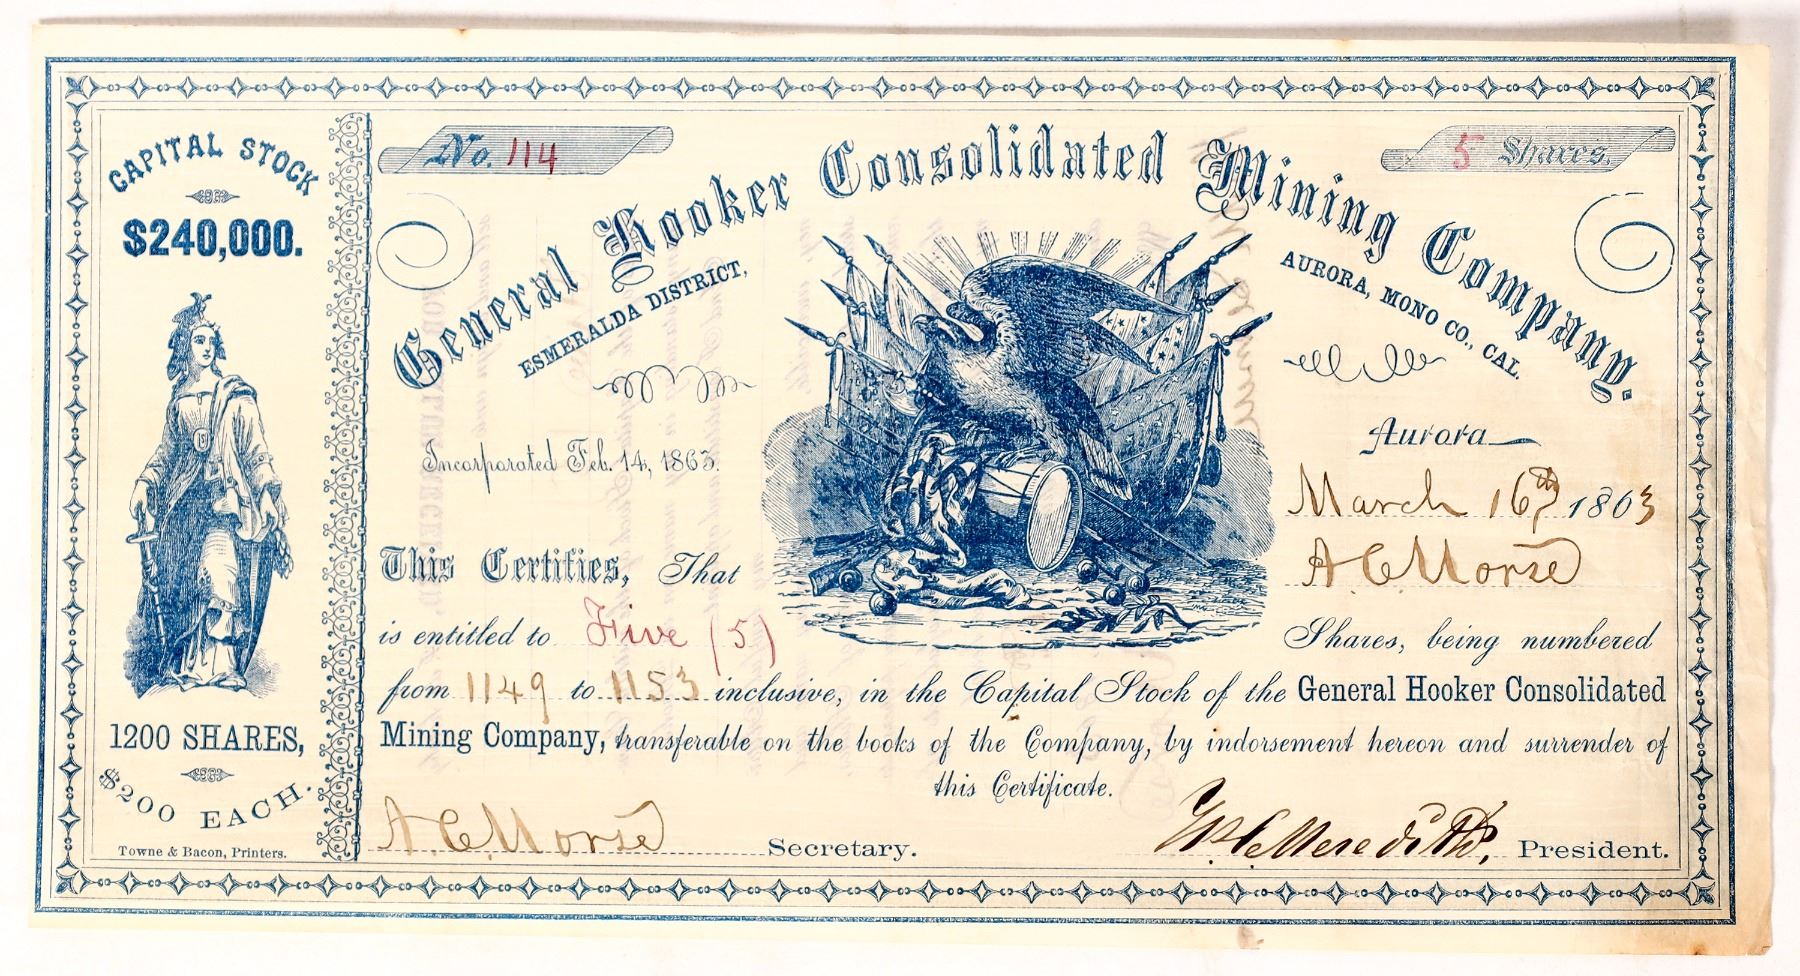 CAPITAL STOCK
$240,000.
1200 SHARES,
$200 EACH.
Towne & Bacon, Printers.
No. 114
5 Shares.
General Hooker Consolidated Mining Company.
ESMERALDA DISTRICT,
AURORA, MONO CO., CAL.
Incorporated Feb. 14, 1863.
Aurora
March 16th 1863
This Certifies, That
A C Morse
is entitled to Five (5) Shares, being numbered
from 1149 to 1153 inclusive, in the Capital Stock of the General Hooker Consolidated
Mining Company, transferable on the books of the Company, by indorsement hereon and surrender of
this Certificate.
A. C. Morse Secretary.
Meredith, President.